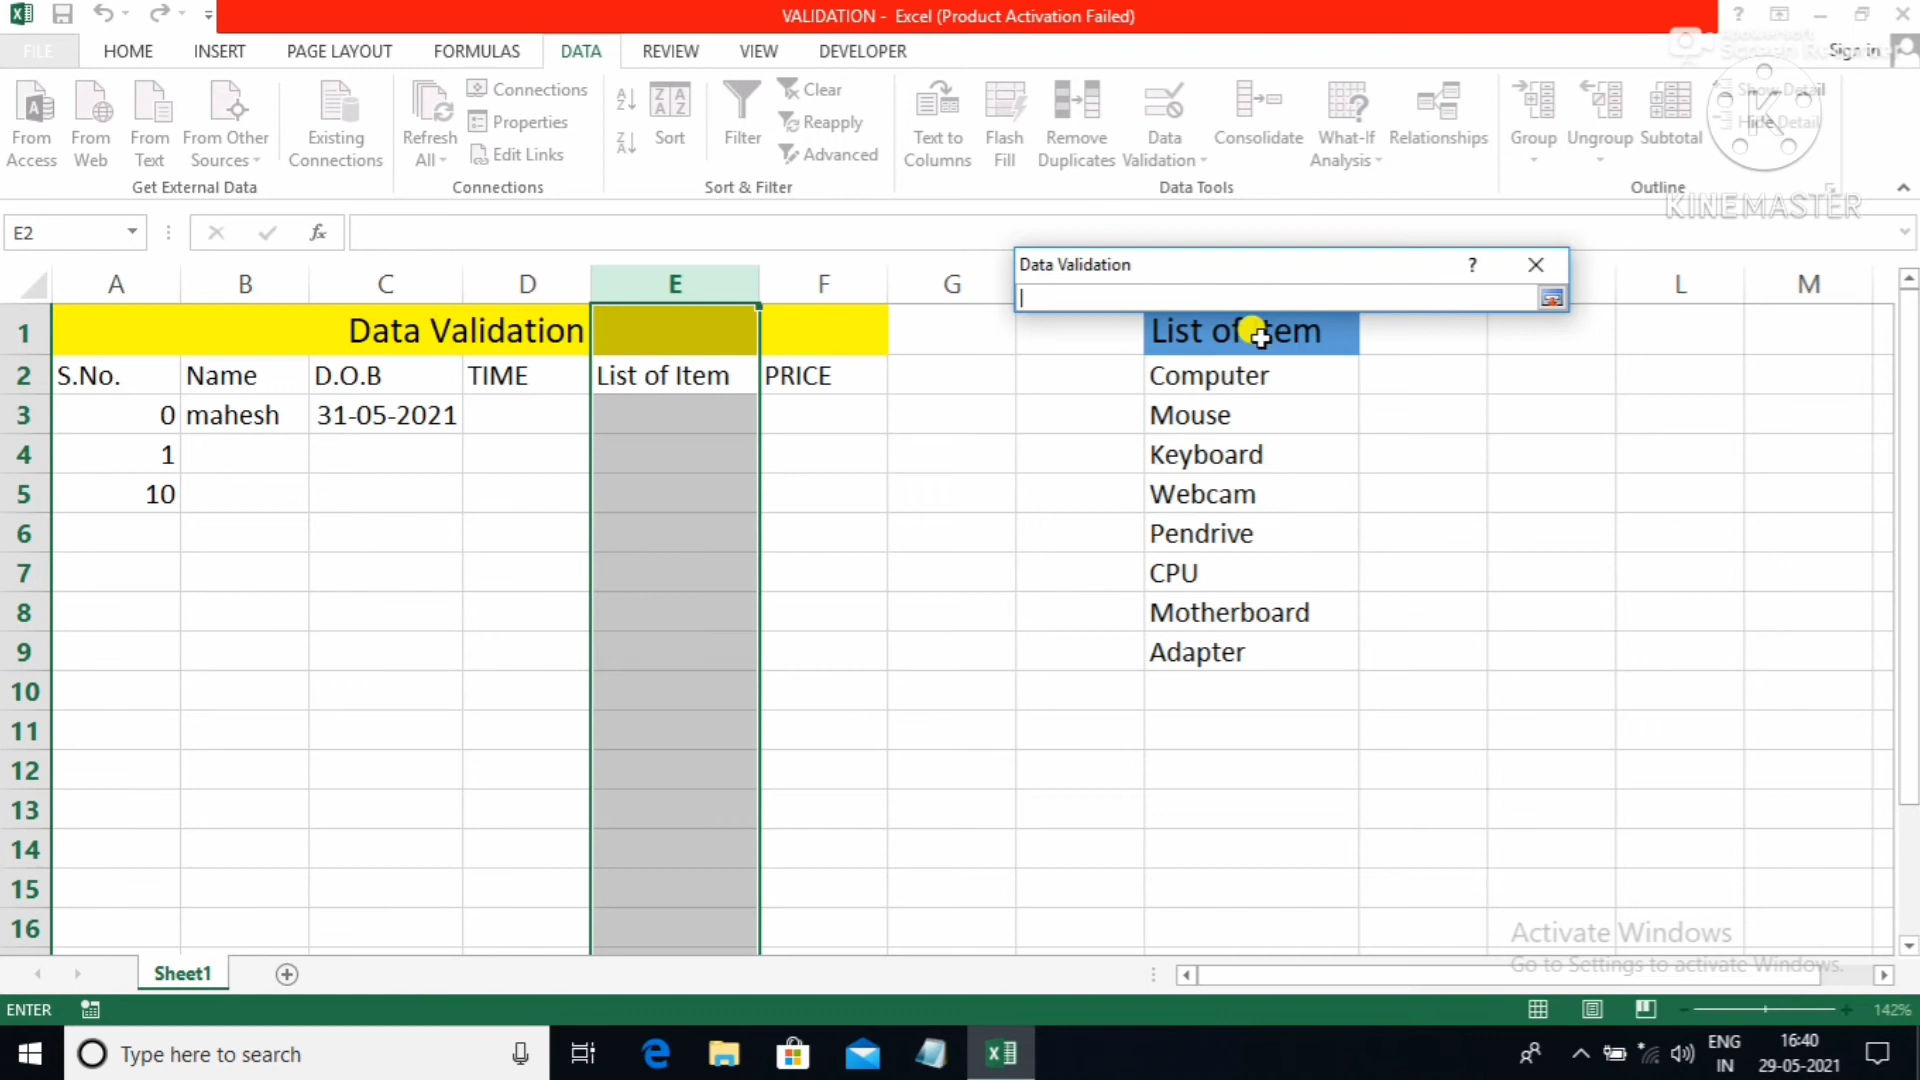 VALIDATION - Excel (Product Activation Failed)
FILE HOME INSERT PAGE LAYOUT FORMULAS DATA REVIEW VIEW DEVELOPER Sign in
From Access
From Web
From Text
From Other Sources
Existing Connections
Refresh All
Connections
Properties
Edit Links
Sort
Filter
Clear
Reapply
Advanced
Text to Columns
Flash Fill
Remove Duplicates
Data Validation
Consolidate
What-If Analysis
Relationships
Group
Ungroup
Subtotal
Show Detail
Hide Detail
Get External Data Connections Sort & Filter Data Tools Outline
KINEMASTER
E2 fx
Data Validation ?
A B C D E F G L M
1 Data Validation List of Item
2 S.No. Name D.O.B TIME List of Item PRICE Computer
3 0 mahesh 31-05-2021 Mouse
4 1 Keyboard
5 10 Webcam
6 Pendrive
7 CPU
8 Motherboard
9 Adapter
10
11
12
13
14
15
16
Activate Windows
Go to Settings to activate Windows.
Sheet1
ENTER 142%
Type here to search
ENG 16:40
IN 29-05-2021